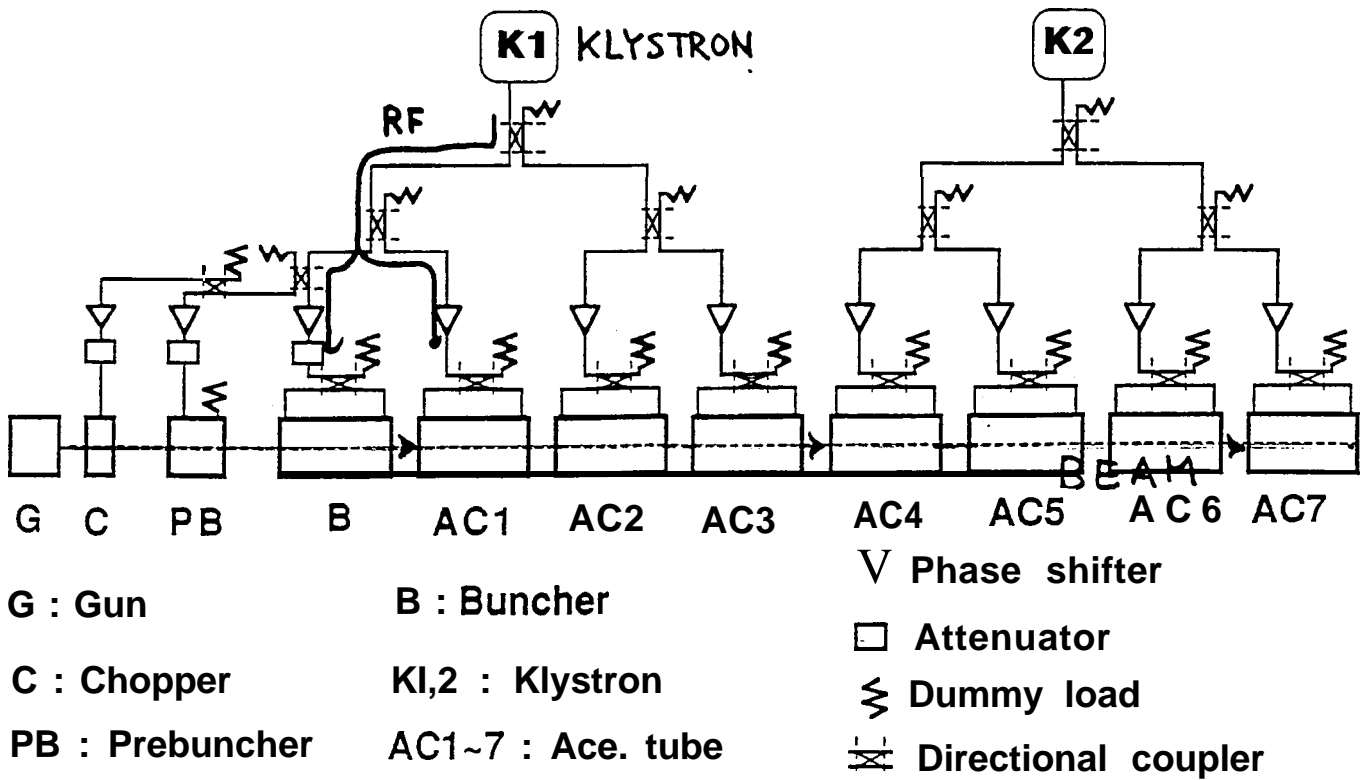 K1 KLYSTRON K2
RF
BEAM
G C PB B AC1 AC2 AC3 AC4 AC5 AC6 AC7
V Phase shifter
G : Gun B : Buncher
Attenuator
C : Chopper KI,2 : Klystron
Dummy load
PB : Prebuncher AC1~7 : Ace. tube
Directional coupler